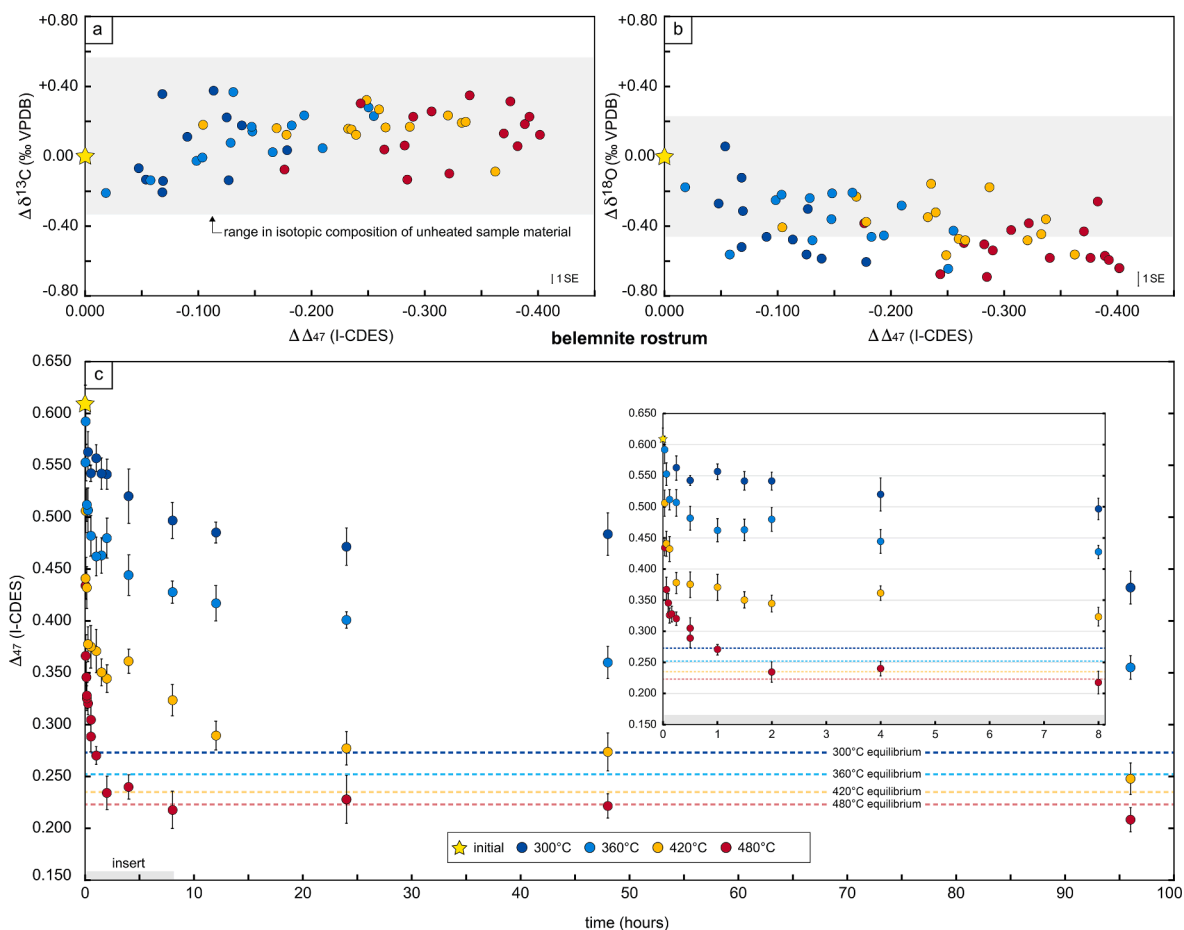 a
+0.80
+0.40
0.00
-0.40
-0.80
Δ δ¹³C (‰ VPDB)
range in isotopic composition of unheated sample material
| 1 SE
0.000 -0.100 -0.200 -0.300 -0.400
Δ Δ₄₇ (I-CDES)
b
+0.80
+0.40
0.00
-0.40
-0.80
Δ δ¹⁸O (‰ VPDB)
| 1SE
0.000 -0.100 -0.200 -0.300 -0.400
Δ Δ₄₇ (I-CDES)
belemnite rostrum
c
0.650
0.600
0.550
0.500
0.450
0.400
0.350
0.300
0.250
0.200
0.150
Δ₄₇ (I-CDES)
0.650
0.600
0.550
0.500
0.450
0.400
0.350
0.300
0.250
0.200
0.150
0 1 2 3 4 5 6 7 8
300°C equilibrium
360°C equilibrium
420°C equilibrium
480°C equilibrium
initial 300°C 360°C 420°C 480°C
insert
0 10 20 30 40 50 60 70 80 90 100
time (hours)